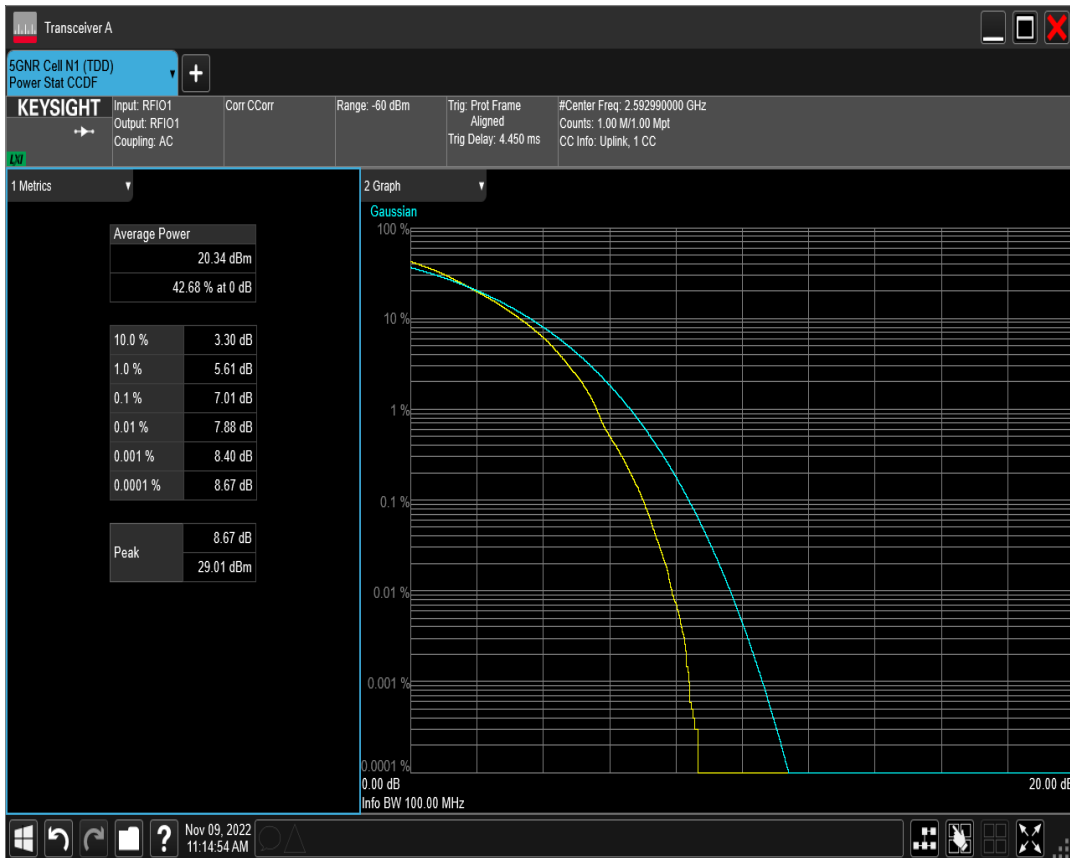 Transceiver A
5GNR Cell N1 (TDD)
Power Stat CCDF
+
KEYSIGHT
LXI
Input: RFIO1
Output: RFIO1
Coupling: AC
Corr CCorr
Range: -60 dBm
Trig: Prot Frame
Aligned
Trig Delay: 4.450 ms
#Center Freq: 2.592990000 GHz
Counts: 1.00 M/1.00 Mpt
CC Info: Uplink, 1 CC
1 Metrics
Average Power
20.34 dBm
42.68 % at 0 dB
10.0 % 3.30 dB
1.0 % 5.61 dB
0.1 % 7.01 dB
0.01 % 7.88 dB
0.001 % 8.40 dB
0.0001 % 8.67 dB
Peak
8.67 dB
29.01 dBm
2 Graph
Gaussian
100 %
10 %
1 %
0.1 %
0.01 %
0.001 %
0.0001 %
0.00 dB 20.00 dB
Info BW 100.00 MHz
?
Nov 09, 2022
11:14:54 AM